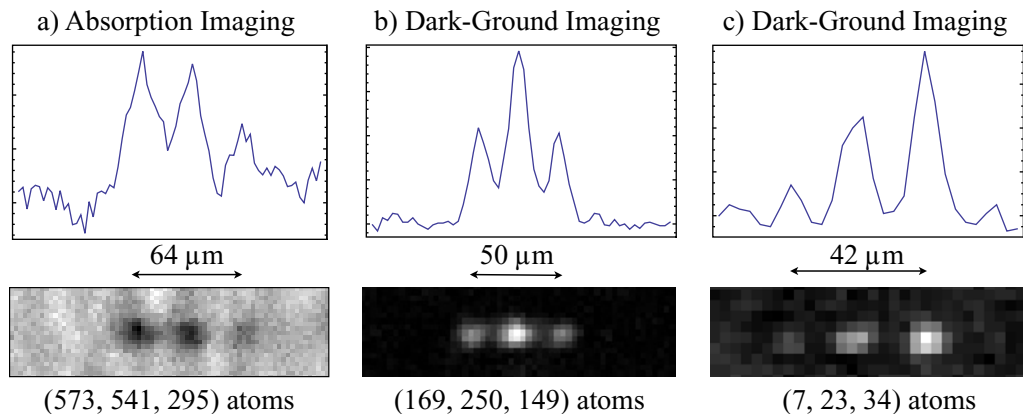 a) Absorption Imaging
b) Dark-Ground Imaging
c) Dark-Ground Imaging
64 µm
50 µm
42 µm
(573, 541, 295) atoms
(169, 250, 149) atoms
(7, 23, 34) atoms